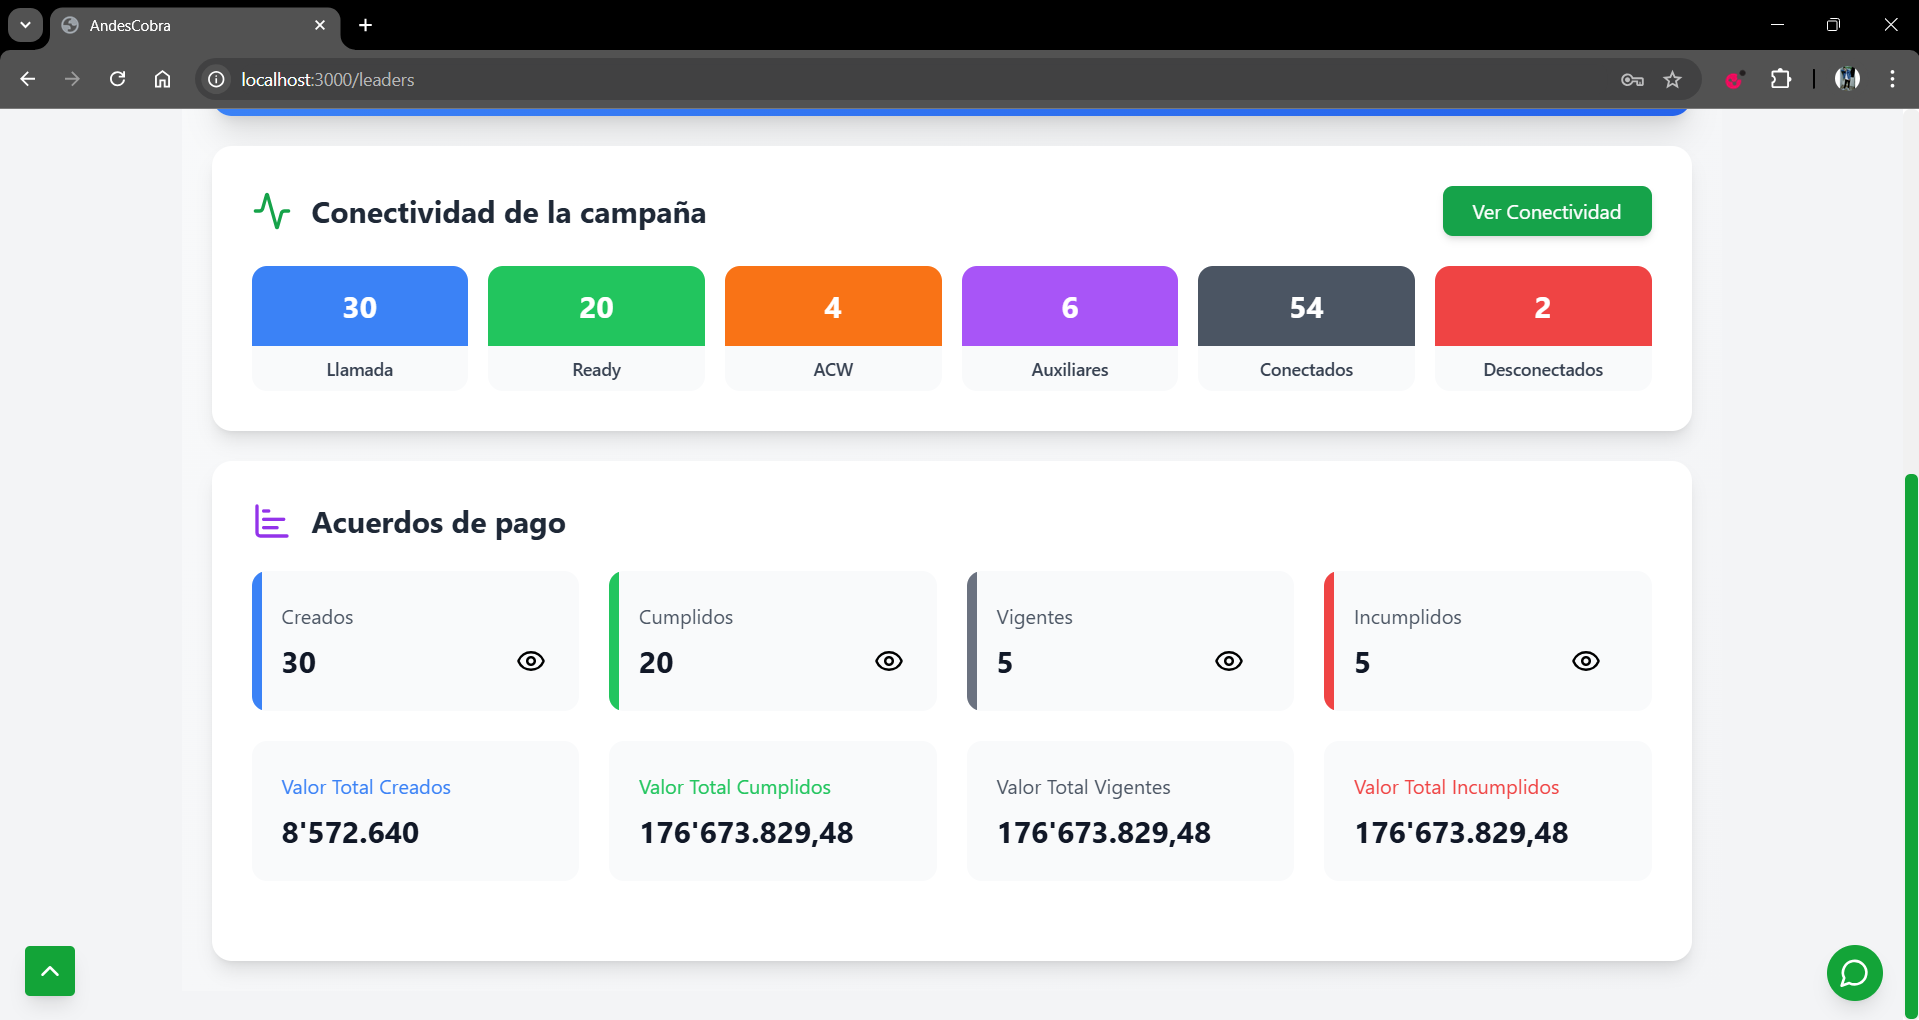 AndesCobra
localhost:3000/leaders
Conectividad de la campaña
Ver Conectividad
30
20
4
6
54
2
Llamada
Ready
ACW
Auxiliares
Conectados
Desconectados
Acuerdos de pago
Creados
Cumplidos
Vigentes
Incumplidos
30
20
5
5
Valor Total Creados
Valor Total Cumplidos
Valor Total Vigentes
Valor Total Incumplidos
8'572.640
176'673.829,48
176'673.829,48
176'673.829,48